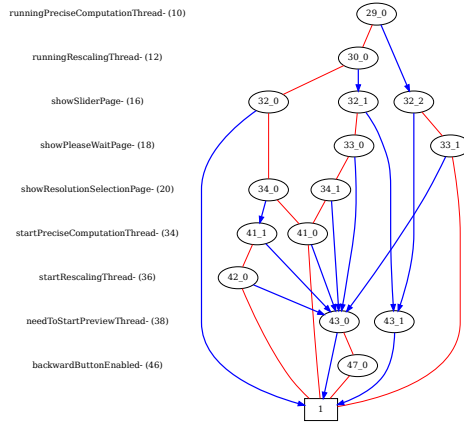 runningPreciseComputationThread- (10) 29_0
runningRescalingThread- (12) 30_0
showSliderPage- (16) 32_0 32_1 32_2
showPleaseWaitPage- (18) 33_0 33_1
showResolutionSelectionPage- (20) 34_0 34_1
startPreciseComputationThread- (34) 41_1 41_0
startRescalingThread- (36) 42_0
needToStartPreviewThread- (38) 43_0 43_1
backwardButtonEnabled- (46) 47_0
1